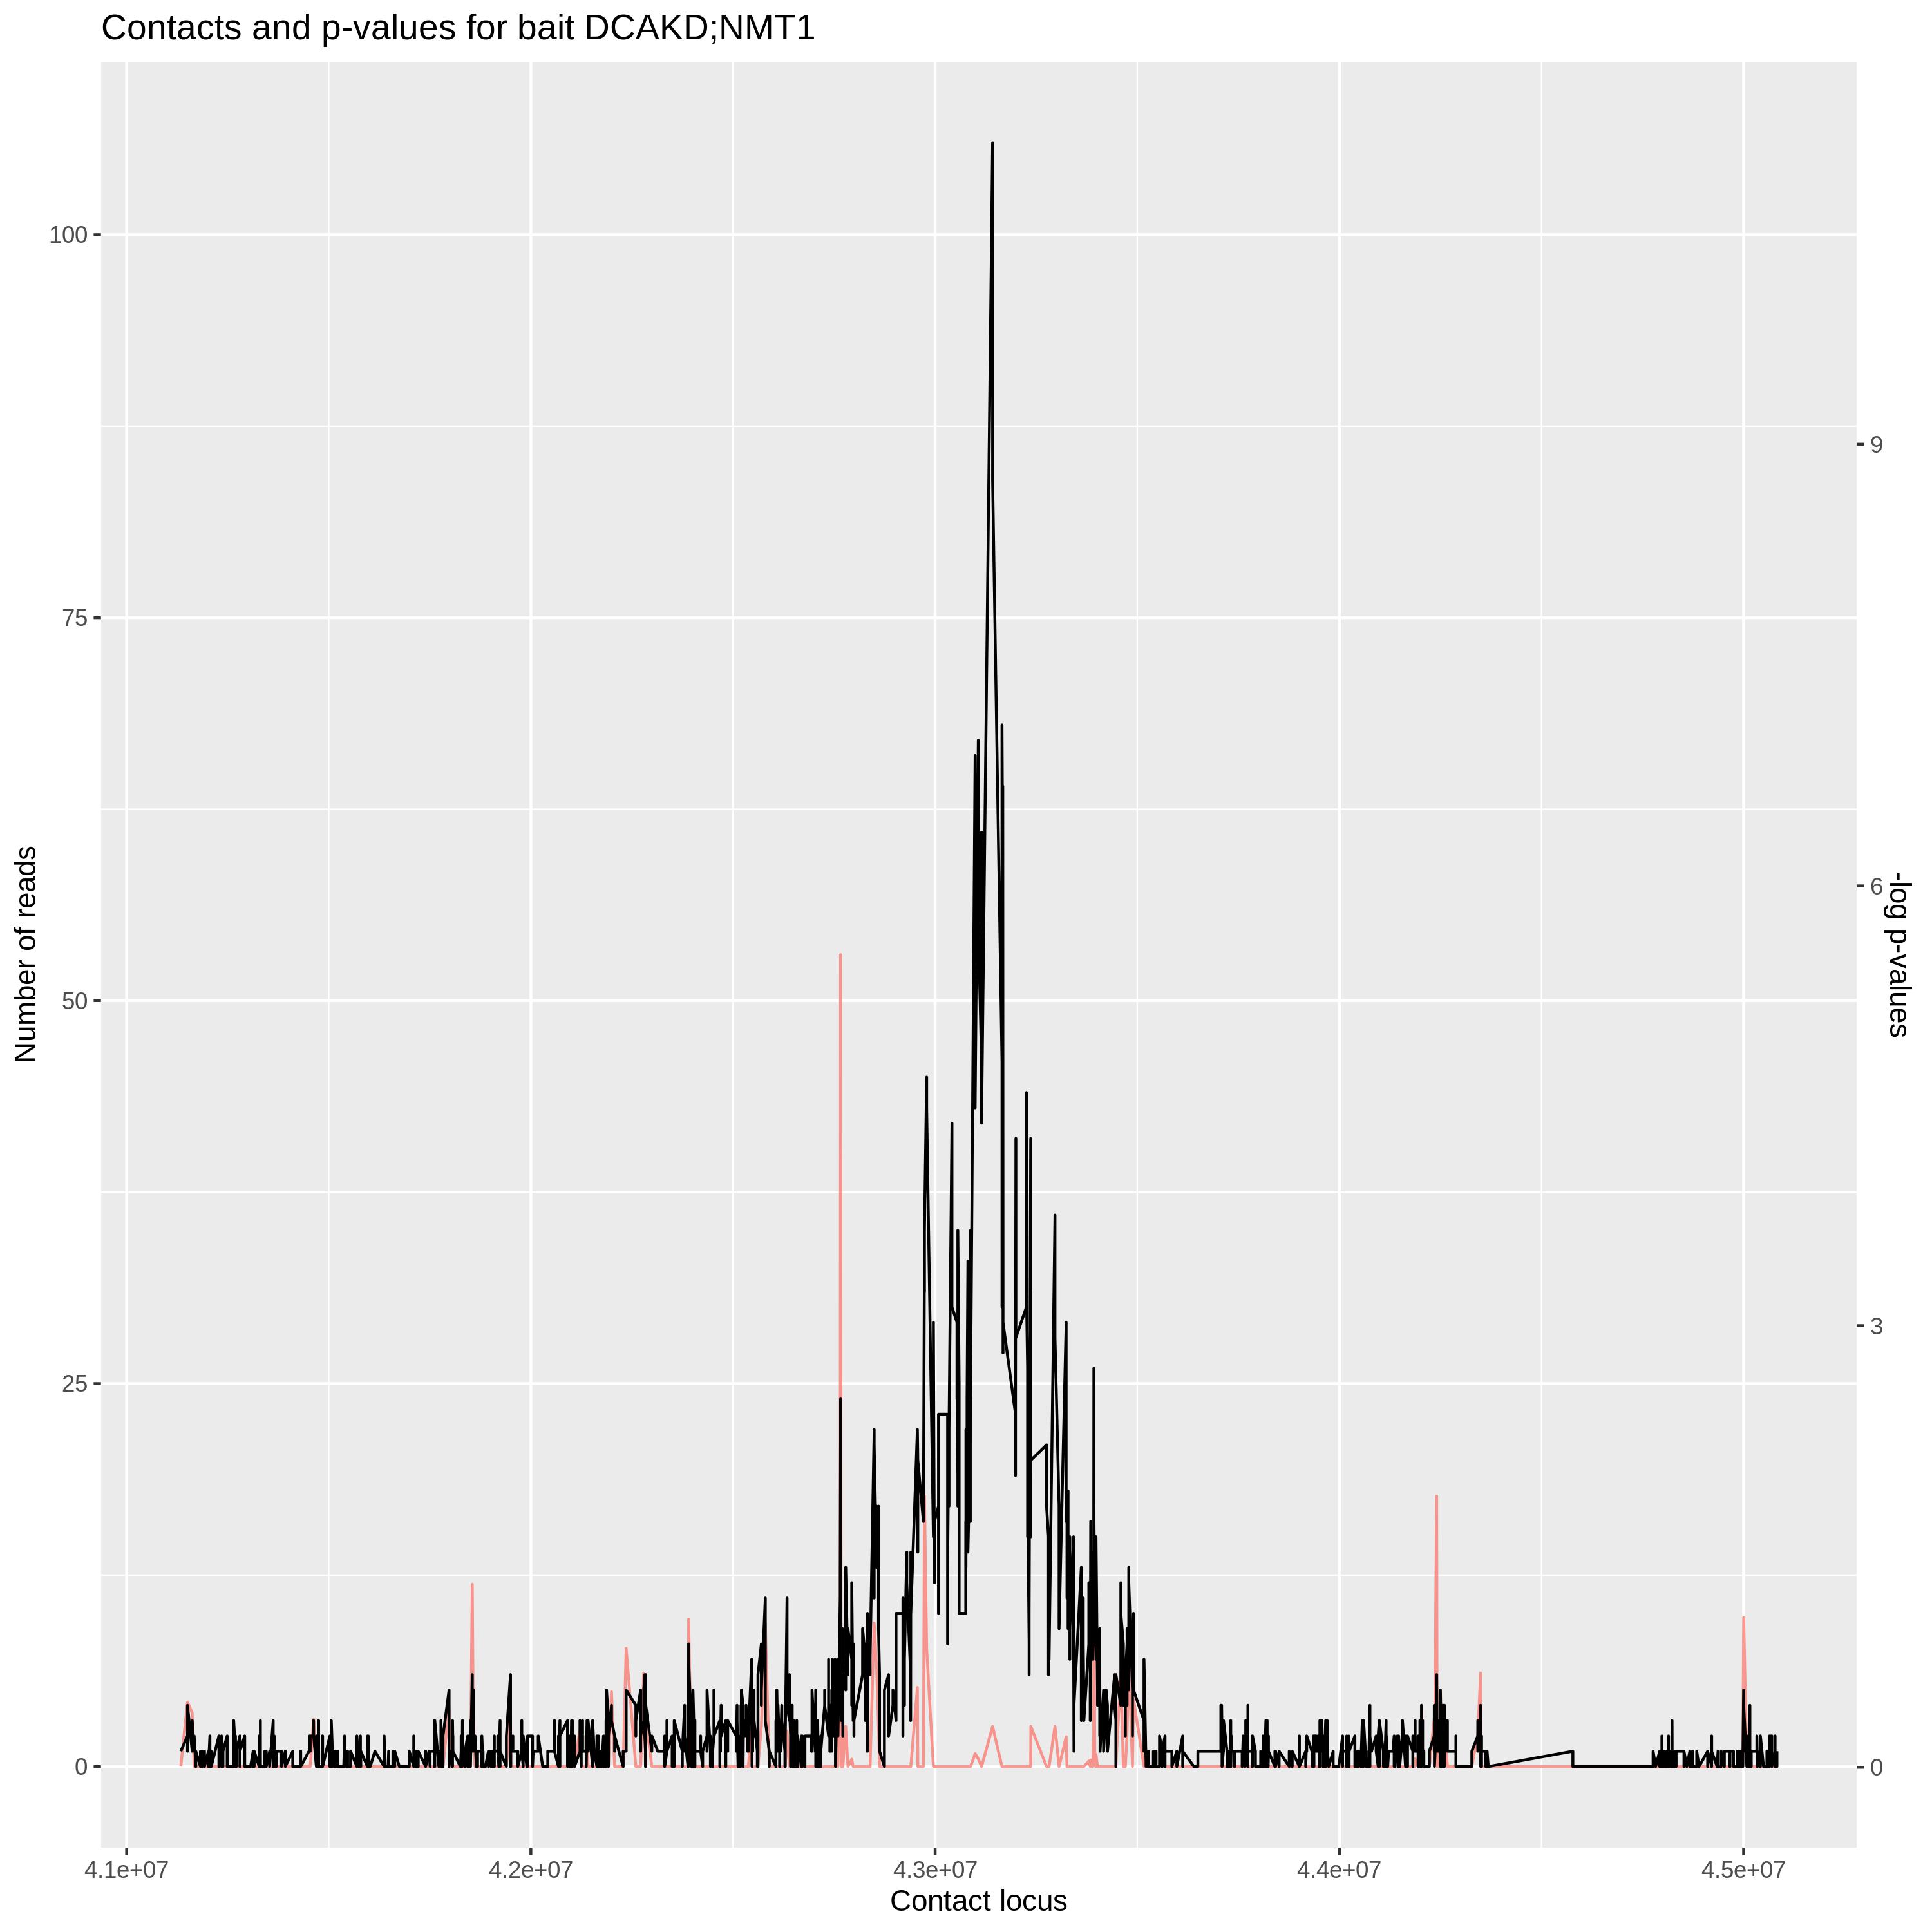 Contacts and p-values for bait DCAKD;NMT1
100
75
50
25
0
Number of reads
9
6
3
0
-log p-values
4.1e+07
4.2e+07
4.3e+07
4.4e+07
4.5e+07
Contact locus